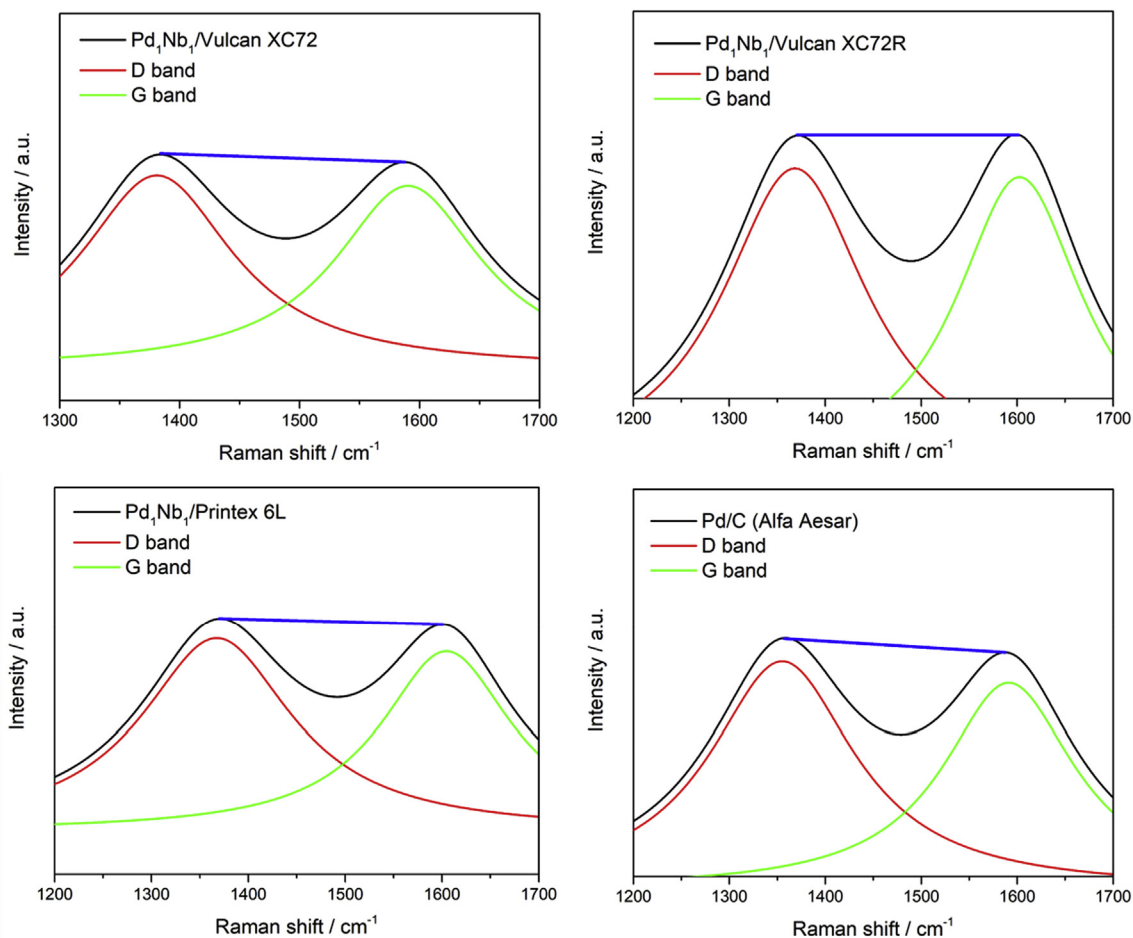 Pd₁Nb₁/Vulcan XC72
D band
G band
Intensity / a.u.
1300 1400 1500 1600 1700
Raman shift / cm⁻¹
Pd₁Nb₁/Vulcan XC72R
D band
G band
Intensity / a.u.
1200 1300 1400 1500 1600 1700
Raman shift / cm⁻¹
Pd₁Nb₁/Printex 6L
D band
G band
Intensity / a.u.
1200 1300 1400 1500 1600 1700
Raman shift / cm⁻¹
Pd/C (Alfa Aesar)
D band
G band
Intensity / a.u.
1200 1300 1400 1500 1600 1700
Raman shift / cm⁻¹